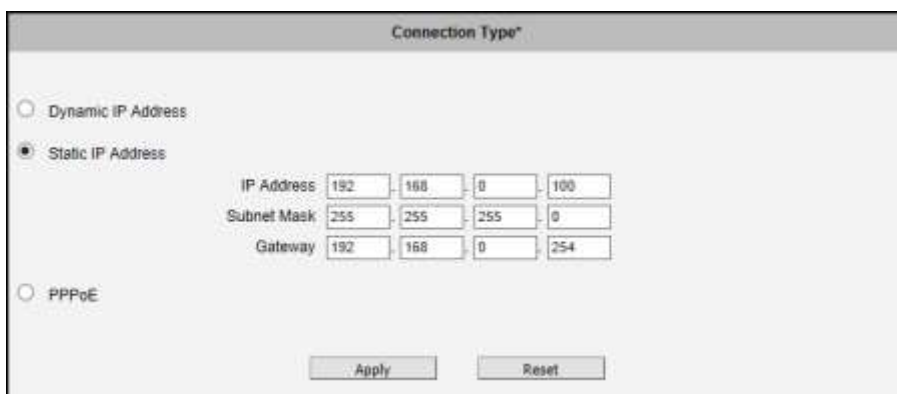 Connection Type*
Dynamic IP Address
Static IP Address
IP Address 192 . 168 . 0 . 100
Subnet Mask 255 . 255 . 255 . 0
Gateway 192 . 168 . 0 . 254
PPPoE
Apply Reset